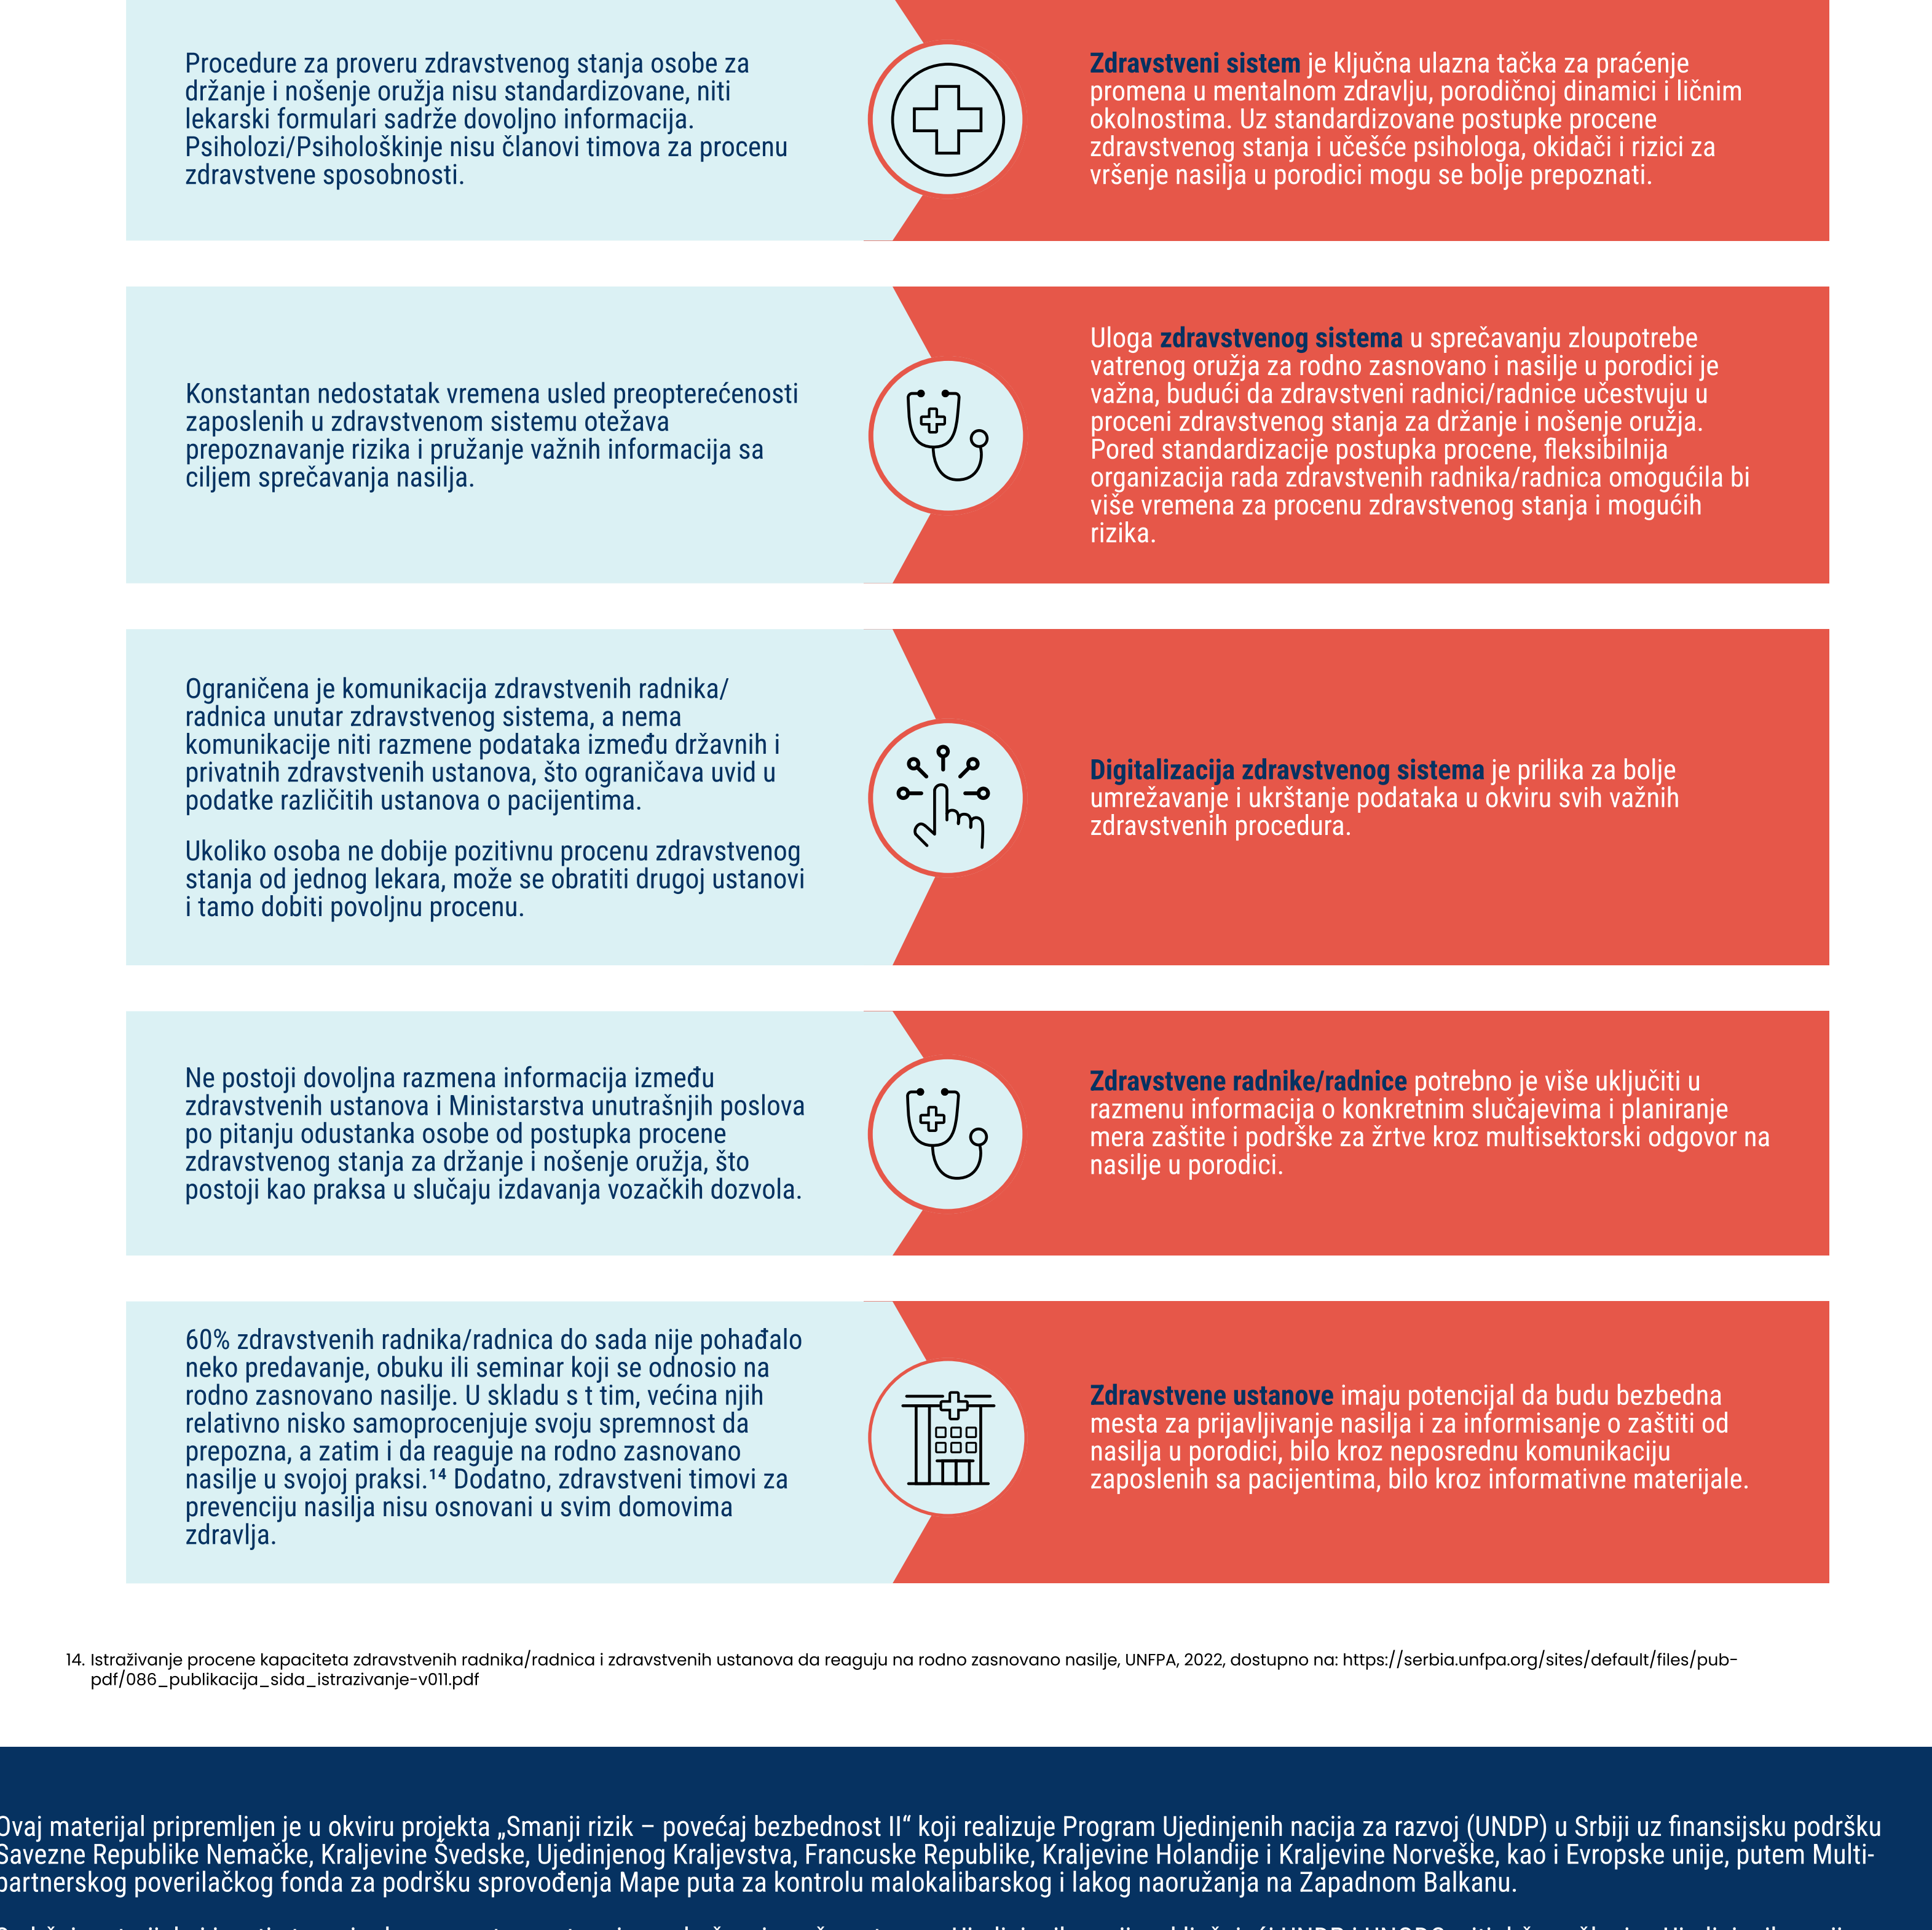 Procedure za proveru zdravstvenog stanja osobe za
držanje i nošenje oružja nisu standardizovane, niti
lekarski formulari sadrže dovoljno informacija.
Psiholozi/Psihološkinje nisu članovi timova za procenu
zdravstvene sposobnosti.
Zdravstveni sistem je ključna ulazna tačka za praćenje
promena u mentalnom zdravlju, porodičnoj dinamici i ličnim
okolnostima. Uz standardizovane postupke procene
zdravstvenog stanja i učešće psihologa, okidači i rizici za
vršenje nasilja u porodici mogu se bolje prepoznati.
Konstantan nedostatak vremena usled preopterećenosti
zaposlenih u zdravstvenom sistemu otežava
prepoznavanje rizika i pružanje važnih informacija sa
ciljem sprečavanja nasilja.
Uloga zdravstvenog sistema u sprečavanju zloupotrebe
vatrenog oružja za rodno zasnovano i nasilje u porodici je
važna, budući da zdravstveni radnici/radnice učestvuju u
proceni zdravstvenog stanja za držanje i nošenje oružja.
Pored standardizacije postupka procene, fleksibilnija
organizacija rada zdravstvenih radnika/radnica omogućila bi
više vremena za procenu zdravstvenog stanja i mogućih
rizika.
Ograničena je komunikacija zdravstvenih radnika/
radnica unutar zdravstvenog sistema, a nema
komunikacije niti razmene podataka između državnih i
privatnih zdravstvenih ustanova, što ograničava uvid u
podatke različitih ustanova o pacijentima.
Ukoliko osoba ne dobije pozitivnu procenu zdravstvenog
stanja od jednog lekara, može se obratiti drugoj ustanovi
i tamo dobiti povoljnu procenu.
Digitalizacija zdravstvenog sistema je prilika za bolje
umrežavanje i ukrštanje podataka u okviru svih važnih
zdravstvenih procedura.
Ne postoji dovoljna razmena informacija između
zdravstvenih ustanova i Ministarstva unutrašnjih poslova
po pitanju odustanka osobe od postupka procene
zdravstvenog stanja za držanje i nošenje oružja, što
postoji kao praksa u slučaju izdavanja vozačkih dozvola.
Zdravstvene radnike/radnice potrebno je više uključiti u
razmenu informacija o konkretnim slučajevima i planiranje
mera zaštite i podrške za žrtve kroz multisektorski odgovor na
nasilje u porodici.
60% zdravstvenih radnika/radnica do sada nije pohađalo
neko predavanje, obuku ili seminar koji se odnosio na
rodno zasnovano nasilje. U skladu s t tim, većina njih
relativno nisko samoprocenjuje svoju spremnost da
prepozna, a zatim i da reaguje na rodno zasnovano
nasilje u svojoj praksi.¹⁴ Dodatno, zdravstveni timovi za
prevenciju nasilja nisu osnovani u svim domovima
zdravlja.
Zdravstvene ustanove imaju potencijal da budu bezbedna
mesta za prijavljivanje nasilja i za informisanje o zaštiti od
nasilja u porodici, bilo kroz neposrednu komunikaciju
zaposlenih sa pacijentima, bilo kroz informativne materijale.
14. Istraživanje procene kapaciteta zdravstvenih radnika/radnica i zdravstvenih ustanova da reaguju na rodno zasnovano nasilje, UNFPA, 2022, dostupno na: https://serbia.unfpa.org/sites/default/files/pub-
pdf/086_publikacija_sida_istrazivanje-v011.pdf
Ovaj materijal pripremljen je u okviru projekta „Smanji rizik – povećaj bezbednost II“ koji realizuje Program Ujedinjenih nacija za razvoj (UNDP) u Srbiji uz finansijsku podršku
Savezne Republike Nemačke, Kraljevine Švedske, Ujedinjenog Kraljevstva, Francuske Republike, Kraljevine Holandije i Kraljevine Norveške, kao i Evropske unije, putem Multi-
partnerskog poverilačkog fonda za podršku sprovođenja Mape puta za kontrolu malokalibarskog i lakog naoružanja na Zapadnom Balkanu.